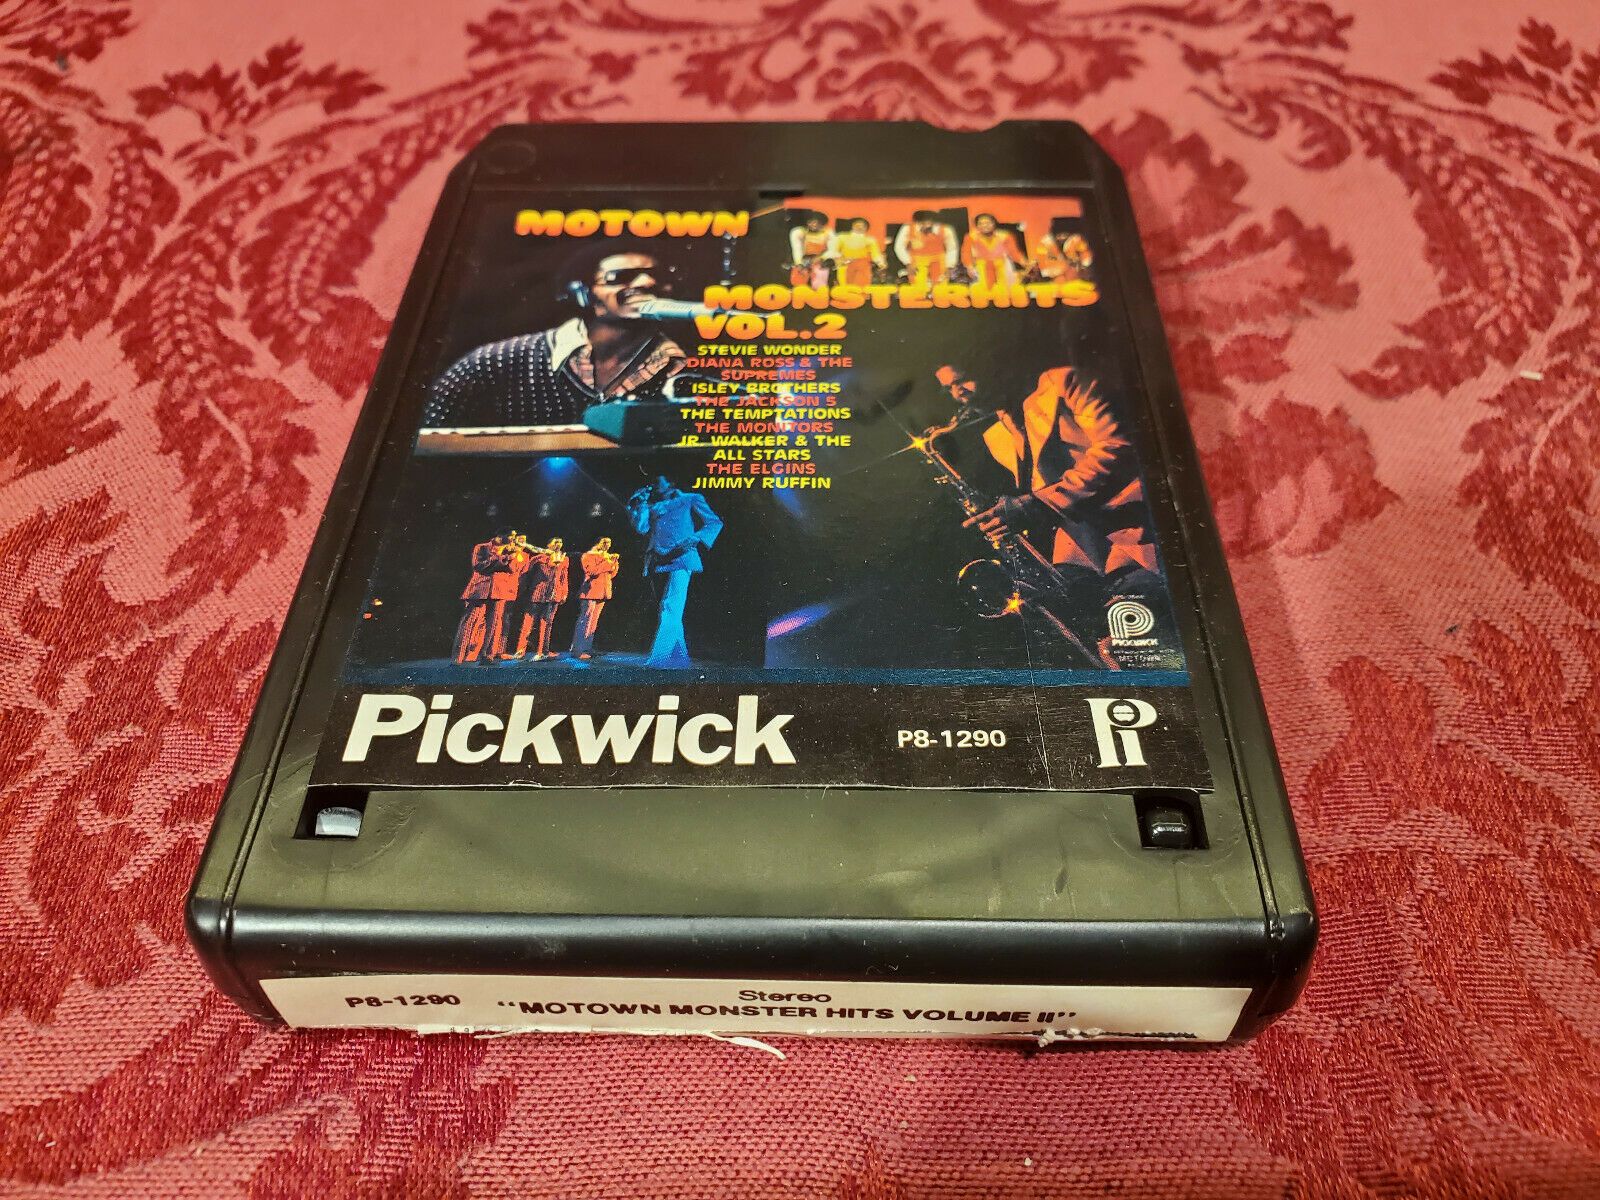 MOTOWN
MONSTERHITS
VOL.2
STEVIE WONDER
DIANA ROSS & THE
SUPREMES
ISLEY BROTHERS
THE JACKSON 5
THE TEMPTATIONS
THE MONITORS
JR. WALKER & THE
ALL STARS
THE ELGINS
JIMMY RUFFIN
PICKWICK
MOTOWN
Pickwick
P8-1290
Pi
P8-1290
Stereo
"MOTOWN MONSTER HITS VOLUME II"